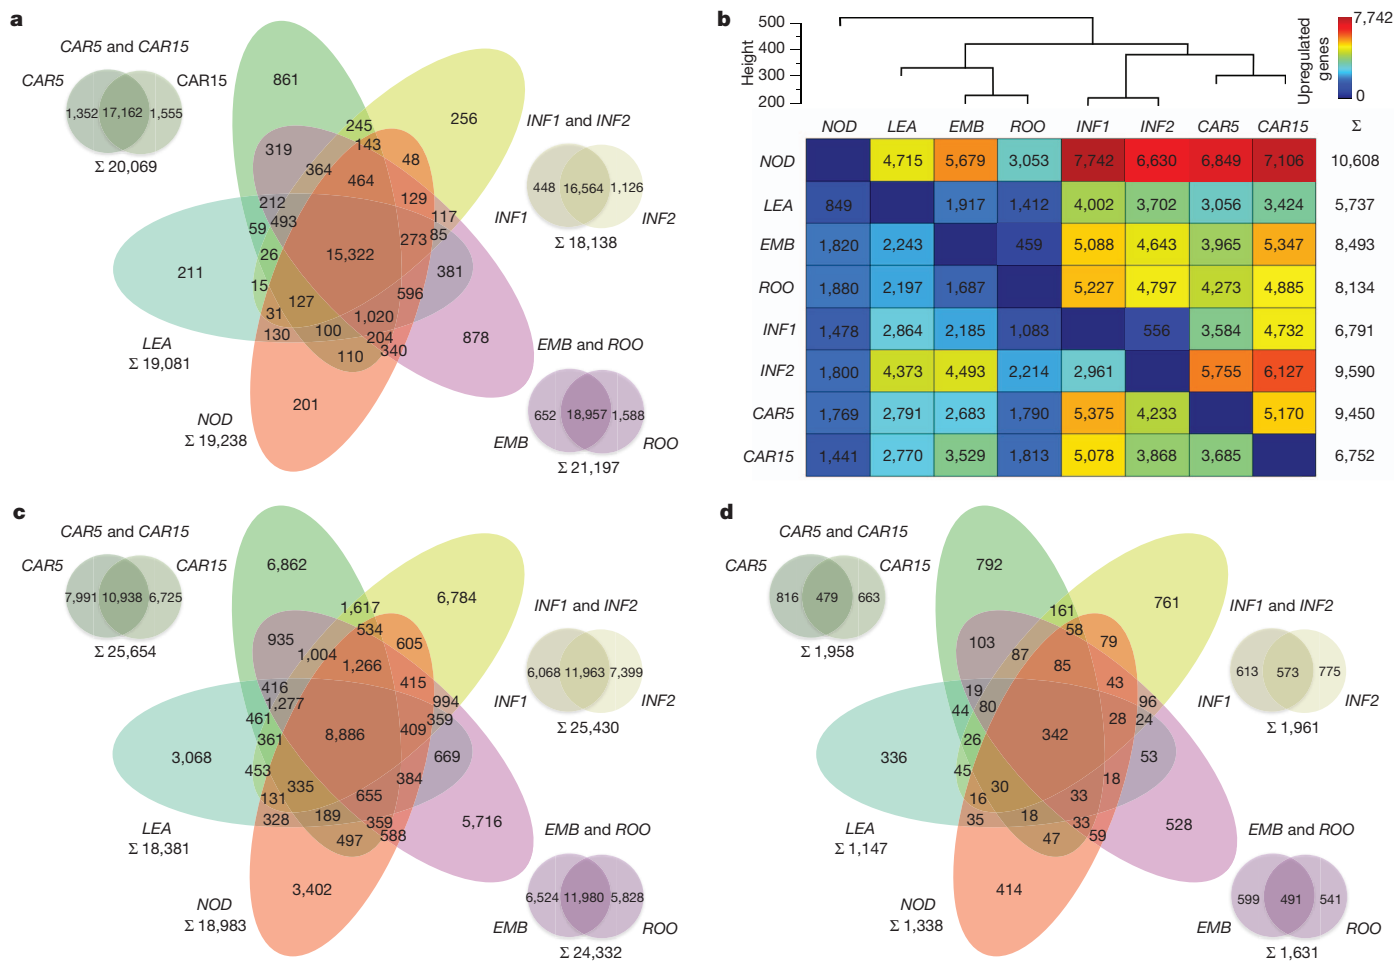 a
CAR5 and CAR15
CAR5
CAR15
1,352 17,162 1,555
Σ 20,069
861
256
245
143
48
319
364
464
129
117
212
493
59
273 85
26
15,322
381
211
15
127
596
31
1,020
130
100
204
340
110
878
201
LEA
Σ 19,081
NOD
Σ 19,238
INF1 and INF2
448 16,564 1,126
INF1
INF2
Σ 18,138
EMB and ROO
652 18,957 1,588
EMB
ROO
Σ 21,197
b
Height
500
400
300
200
Upregulated genes
7,742
0
NOD LEA EMB ROO INF1 INF2 CAR5 CAR15 Σ
NOD 4,715 5,679 3,053 7,742 6,630 6,849 7,106 10,608
LEA 849 1,917 1,412 4,002 3,702 3,056 3,424 5,737
EMB 1,820 2,243 459 5,088 4,643 3,965 5,347 8,493
ROO 1,880 2,197 1,687 5,227 4,797 4,273 4,885 8,134
INF1 1,478 2,864 2,185 1,083 556 3,584 4,732 6,791
INF2 1,800 4,373 4,493 2,214 2,961 5,755 6,127 9,590
CAR5 1,769 2,791 2,683 1,790 5,375 4,233 5,170 9,450
CAR15 1,441 2,770 3,529 1,813 5,078 3,868 3,685 6,752
c
CAR5 and CAR15
CAR5
CAR15
7,991 10,938 6,725
Σ 25,654
6,862
6,784
1,617
534
605
935
1,004
1,266
415
994
416
1,277
461
409 359
361
8,886
669
3,068
453
335
384
131
655
328
189
359
588
497
5,716
3,402
LEA
Σ 18,381
NOD
Σ 18,983
INF1 and INF2
6,068 11,963 7,399
INF1
INF2
Σ 25,430
EMB and ROO
6,524 11,980 5,828
EMB
ROO
Σ 24,332
d
CAR5 and CAR15
CAR5
CAR15
816 479 663
Σ 1,958
792
761
161
58
79
103
87
85
43
96
19
80
44
28 24
26
342
53
336
45
30
18
16
33
35
18
33
59
47
528
414
LEA
Σ 1,147
NOD
Σ 1,338
INF1 and INF2
613 573 775
INF1
INF2
Σ 1,961
EMB and ROO
599 491 541
EMB
ROO
Σ 1,631